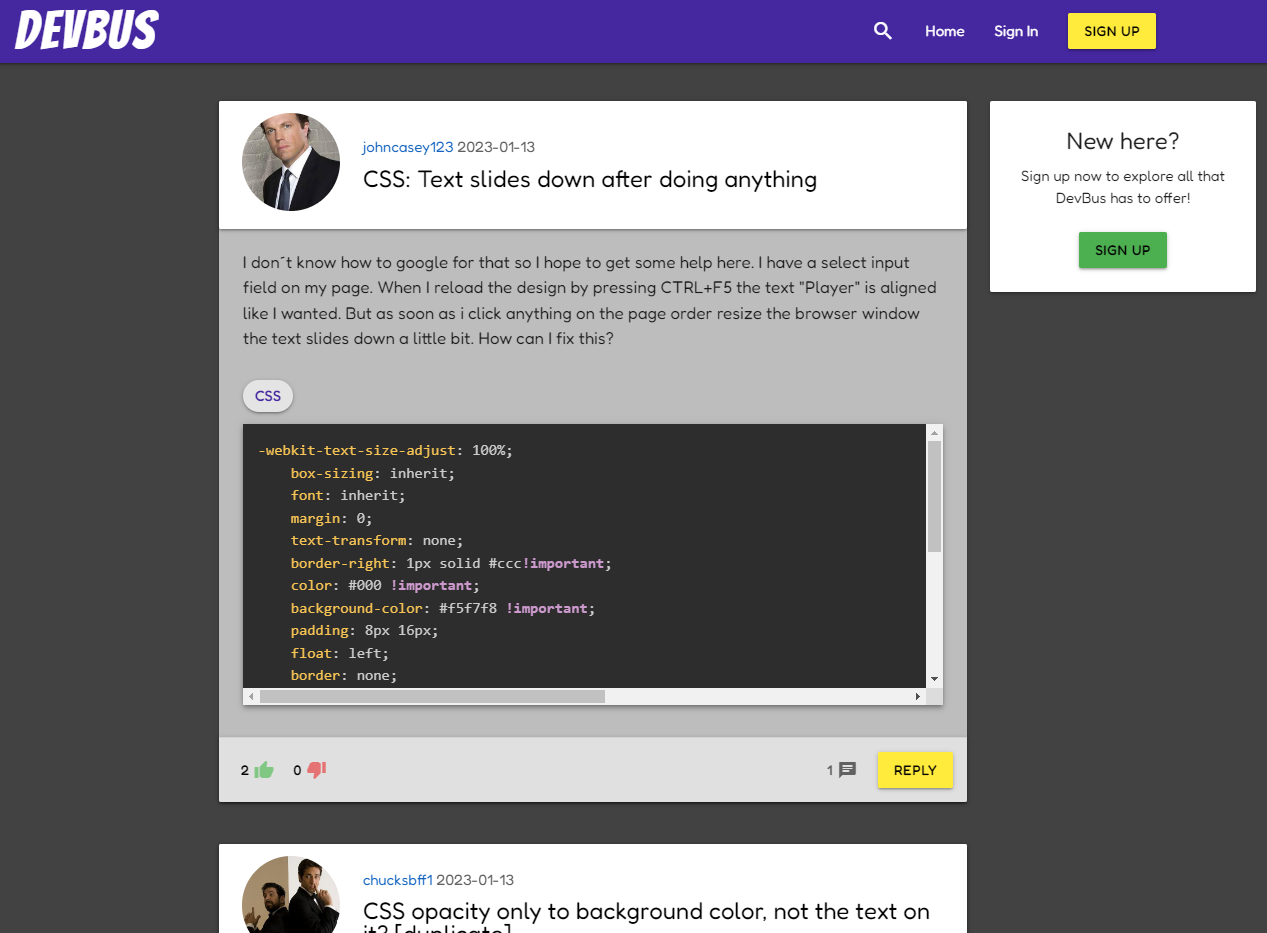 DEVBUS
Home
Sign In
SIGN UP
johncasey123 2023-01-13
CSS: Text slides down after doing anything
I don´t know how to google for that so I hope to get some help here. I have a select input
field on my page. When I reload the design by pressing CTRL+F5 the text "Player" is aligned
like I wanted. But as soon as i click anything on the page order resize the browser window
the text slides down a little bit. How can I fix this?
CSS
-webkit-text-size-adjust: 100%;
box-sizing: inherit;
font: inherit;
margin: 0;
text-transform: none;
border-right: 1px solid #ccc!important;
color: #000 !important;
background-color: #f5f7f8 !important;
padding: 8px 16px;
float: left;
border: none;
2
0
1
REPLY
New here?
Sign up now to explore all that
DevBus has to offer!
SIGN UP
chucksbff1 2023-01-13
CSS opacity only to background color, not the text on
it? [duplicate]